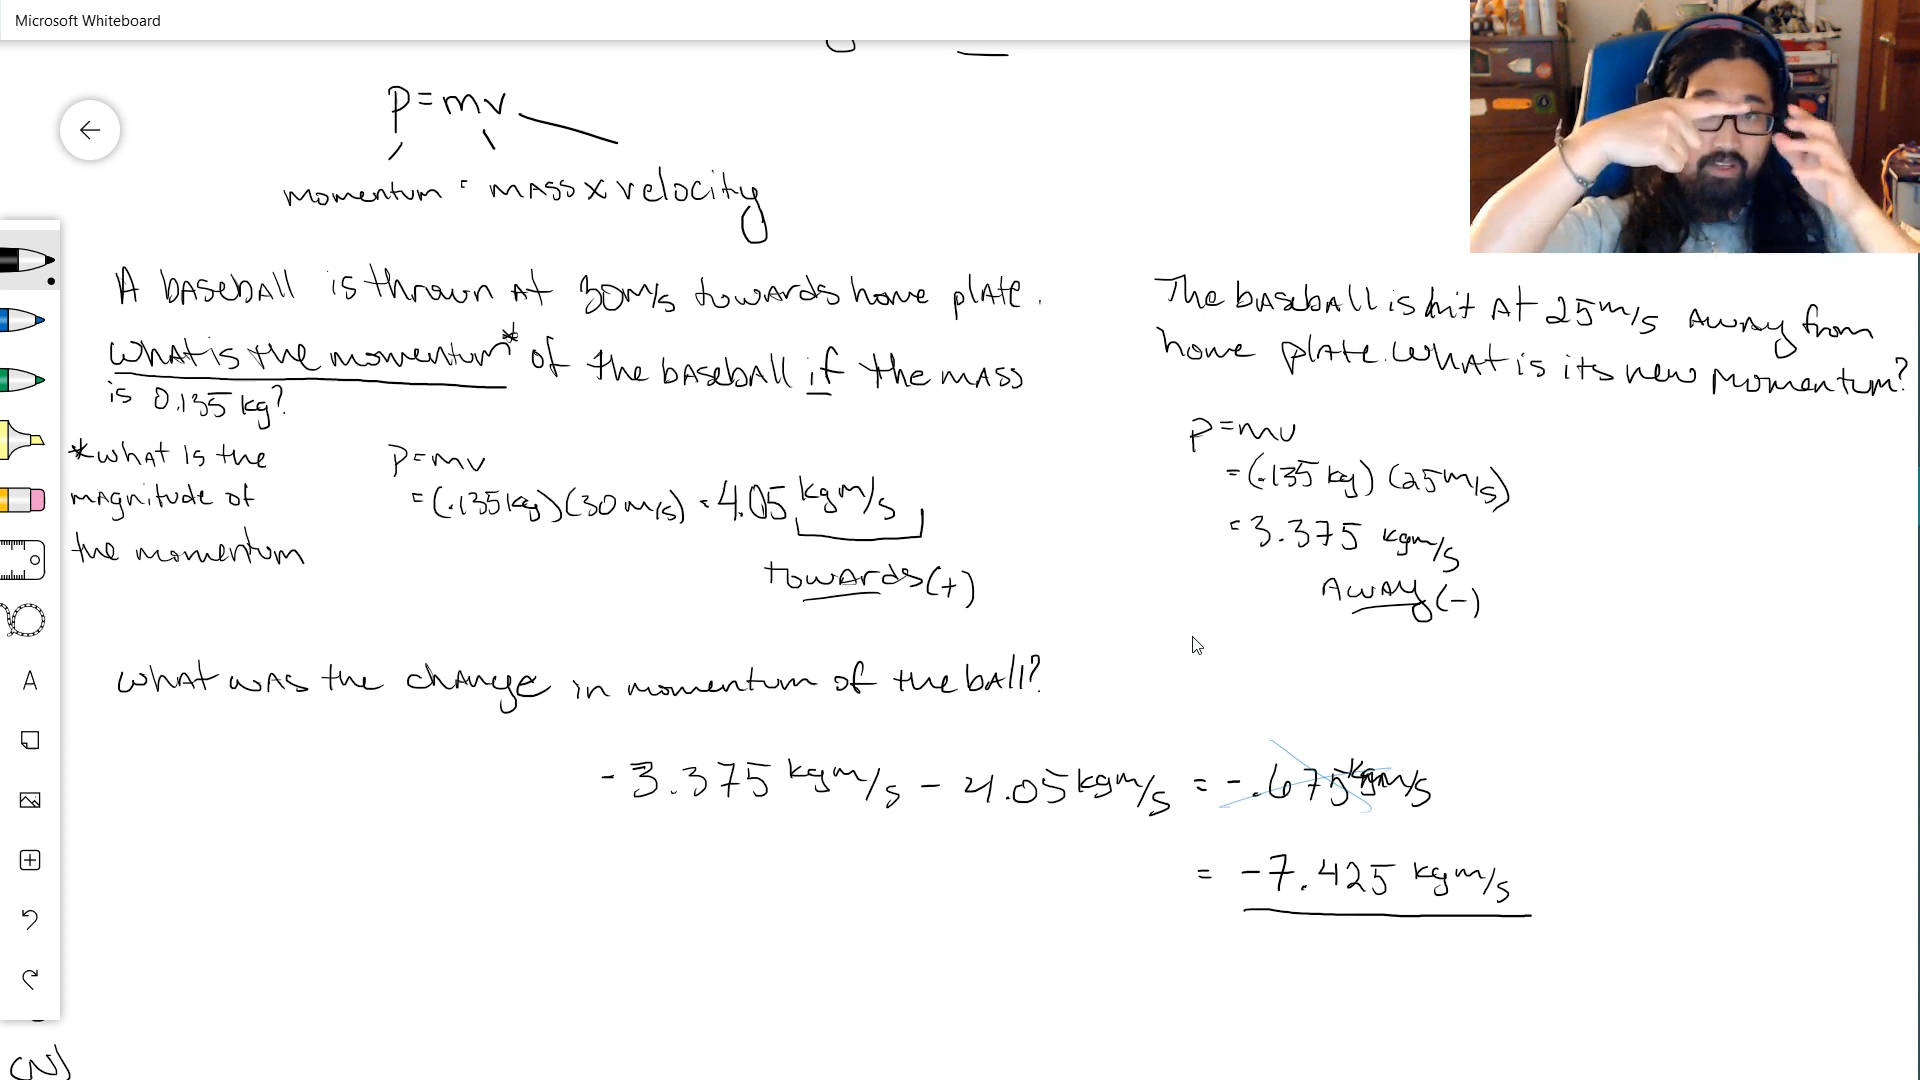 Microsoft Whiteboard
p=mv
momentum = mass x velocity
A baseball is thrown at 30m/s towards home plate.
What is the momentum* of the baseball if the mass
is 0.135 kg?
*what is the
magnitude of
the momentum
p=mv
=(.135kg)(30m/s)=4.05 kgm/s
towards(+)
The baseball is hit at 25m/s away from
home plate. What is its new momentum?
p=mv
=(.135 kg)(25m/s)
=3.375 kgm/s
Away(-)
What was the change in momentum of the ball?
-3.375 kgm/s - 4.05 kgm/s = -.675 kgm/s
= -7.425 kgm/s
A
(N)